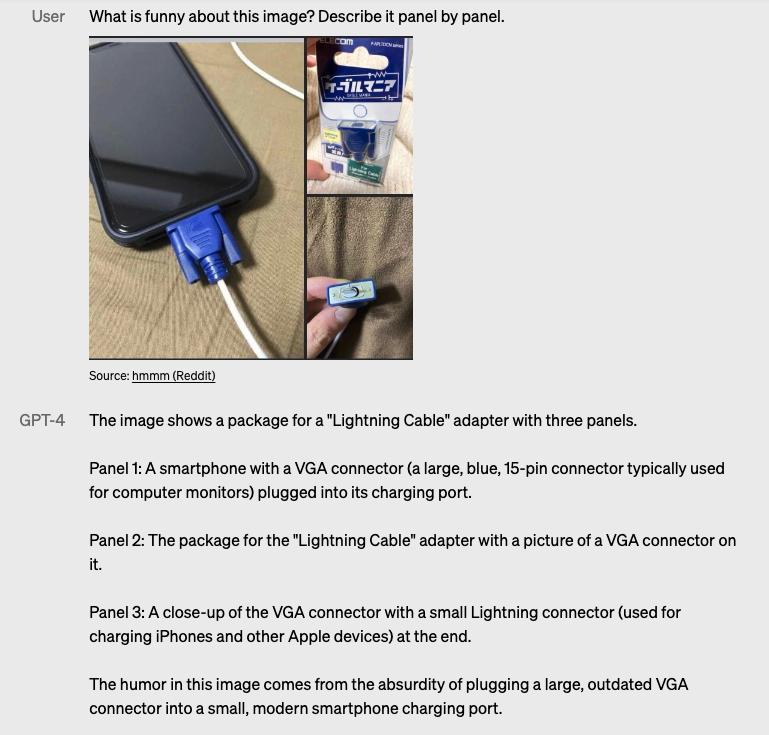 User What is funny about this image? Describe it panel by panel.
ELECOM
ケーブルマニア
CABLE MANIA
Lightning Cable
Source: hmmm (Reddit)
GPT-4 The image shows a package for a "Lightning Cable" adapter with three panels.
Panel 1: A smartphone with a VGA connector (a large, blue, 15-pin connector typically used
for computer monitors) plugged into its charging port.
Panel 2: The package for the "Lightning Cable" adapter with a picture of a VGA connector on
it.
Panel 3: A close-up of the VGA connector with a small Lightning connector (used for
charging iPhones and other Apple devices) at the end.
The humor in this image comes from the absurdity of plugging a large, outdated VGA
connector into a small, modern smartphone charging port.